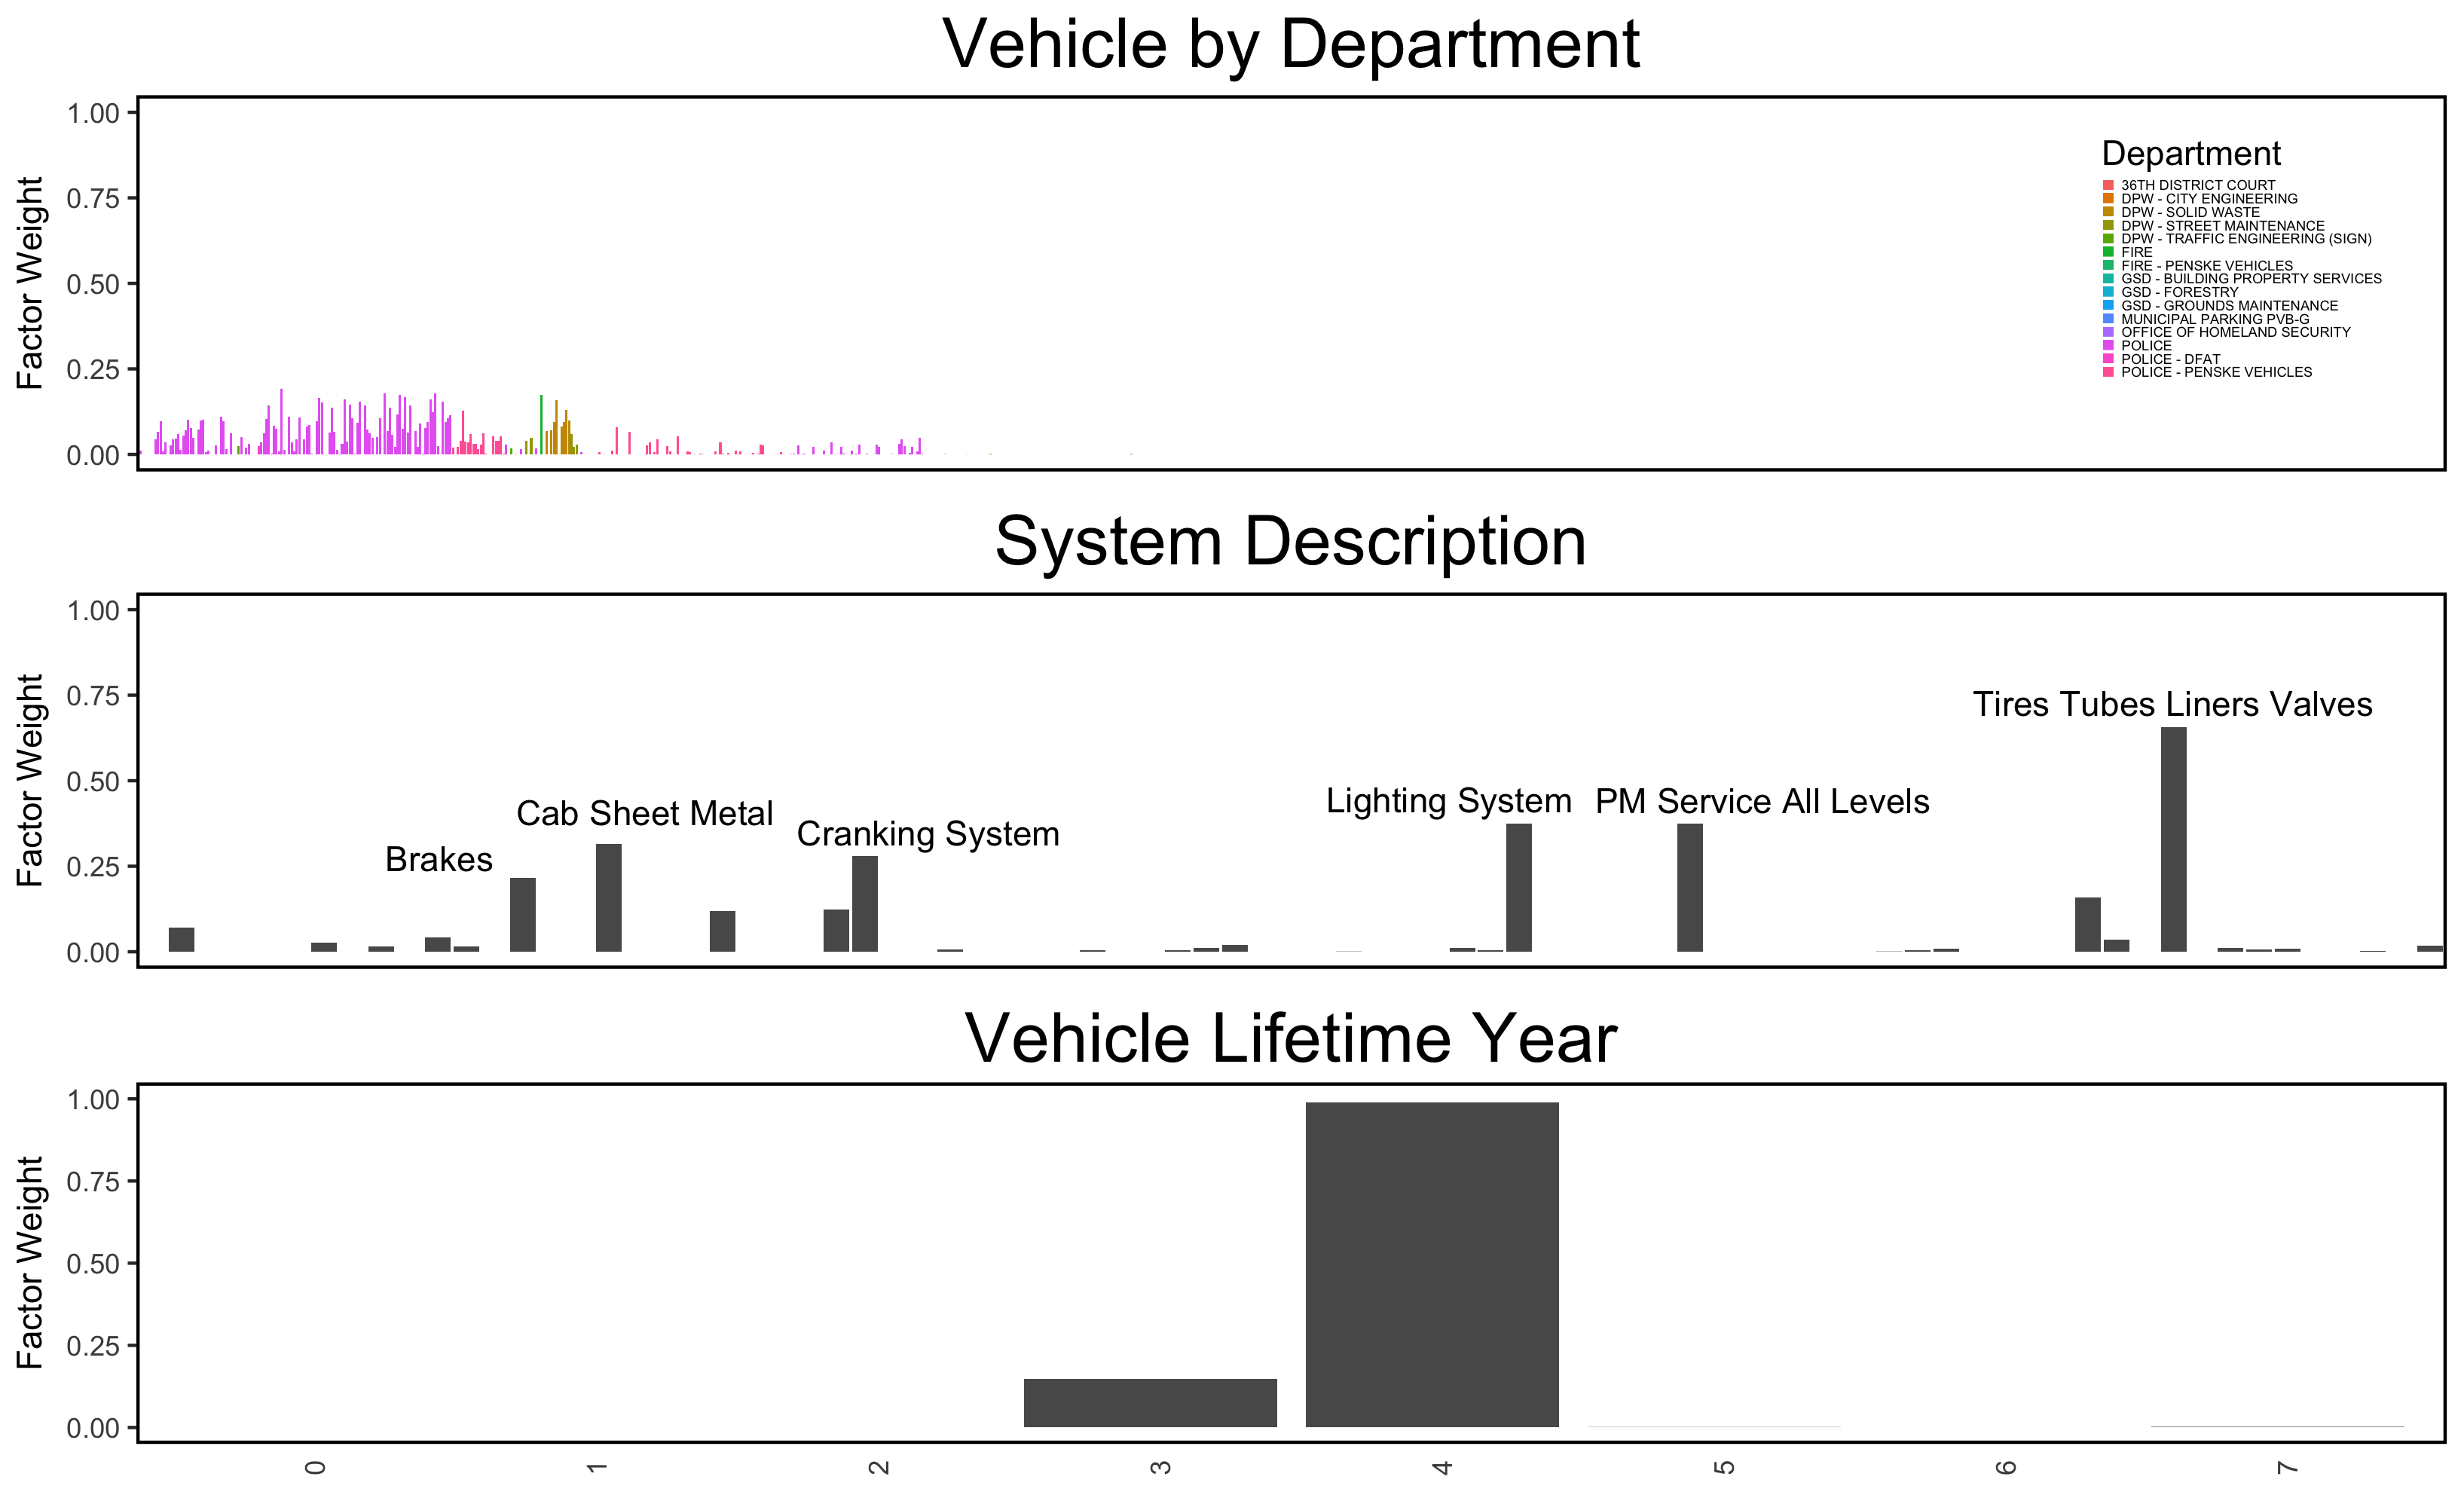 Vehicle by Department
Factor Weight
1.00
0.75
0.50
0.25
0.00
Department
36TH DISTRICT COURT
DPW - CITY ENGINEERING
DPW - SOLID WASTE
DPW - STREET MAINTENANCE
DPW - TRAFFIC ENGINEERING (SIGN)
FIRE
FIRE - PENSKE VEHICLES
GSD - BUILDING PROPERTY SERVICES
GSD - FORESTRY
GSD - GROUNDS MAINTENANCE
MUNICIPAL PARKING PVB-G
OFFICE OF HOMELAND SECURITY
POLICE
POLICE - DFAT
POLICE - PENSKE VEHICLES
System Description
Factor Weight
1.00
0.75
0.50
0.25
0.00
Brakes
Cab Sheet Metal
Cranking System
Lighting System
PM Service All Levels
Tires Tubes Liners Valves
Vehicle Lifetime Year
Factor Weight
1.00
0.75
0.50
0.25
0.00
0 1 2 3 4 5 6 7